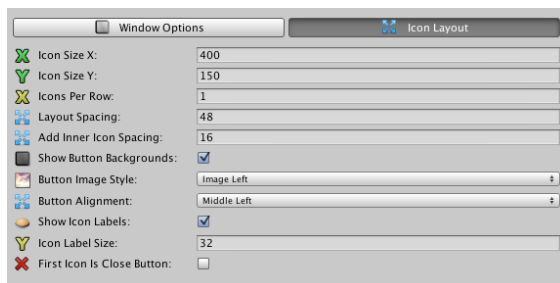 Window Options
Icon Layout
Icon Size X: 400
Icon Size Y: 150
Icons Per Row: 1
Layout Spacing: 48
Add Inner Icon Spacing: 16
Show Button Backgrounds:
Button Image Style: Image Left
Button Alignment: Middle Left
Show Icon Labels:
Icon Label Size: 32
First Icon Is Close Button: